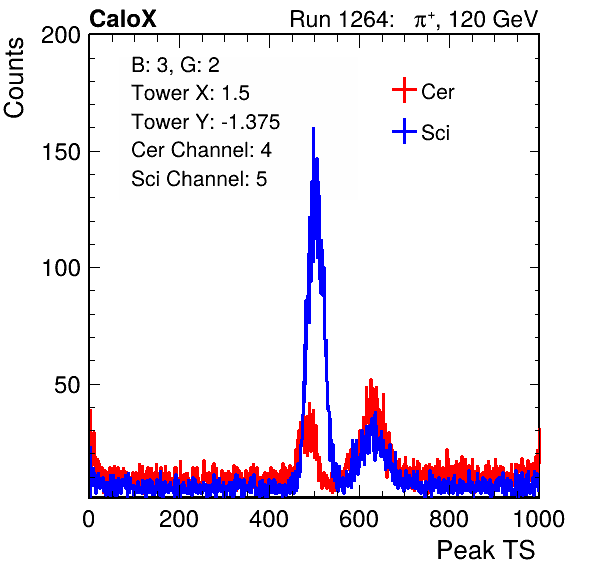 CaloX Run 1264: π⁺, 120 GeV
Counts
200
150
100
50
B: 3, G: 2
Tower X: 1.5
Tower Y: -1.375
Cer Channel: 4
Sci Channel: 5
Cer
Sci
0 200 400 600 800 1000
Peak TS